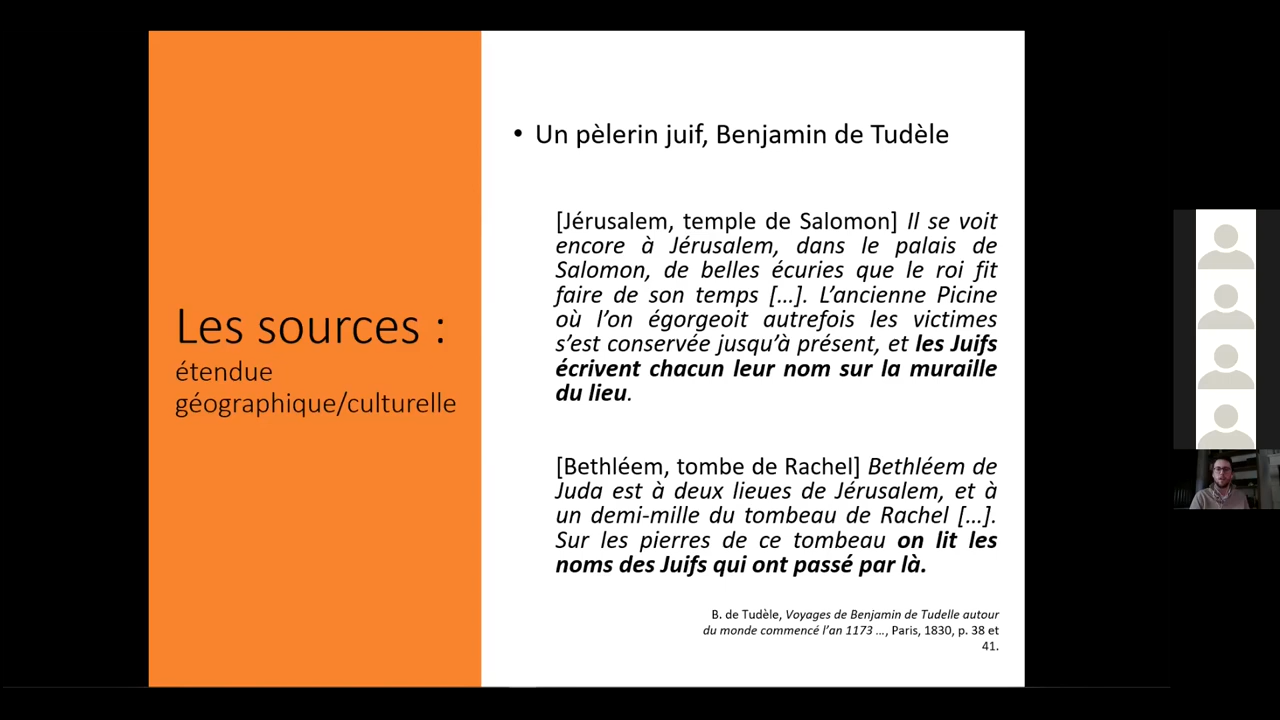 Les sources :
étendue
géographique/culturelle
• Un pèlerin juif, Benjamin de Tudèle
[Jérusalem, temple de Salomon] Il se voit
encore à Jérusalem, dans le palais de
Salomon, de belles écuries que le roi fit
faire de son temps […]. L’ancienne Picine
où l’on égorgeoit autrefois les victimes
s’est conservée jusqu’à présent, et les Juifs
écrivent chacun leur nom sur la muraille
du lieu.
[Bethléem, tombe de Rachel] Bethléem de
Juda est à deux lieues de Jérusalem, et à
un demi-mille du tombeau de Rachel […].
Sur les pierres de ce tombeau on lit les
noms des Juifs qui ont passé par là.
B. de Tudèle, Voyages de Benjamin de Tudelle autour
du monde commencé l’an 1173 …, Paris, 1830, p. 38 et
41.